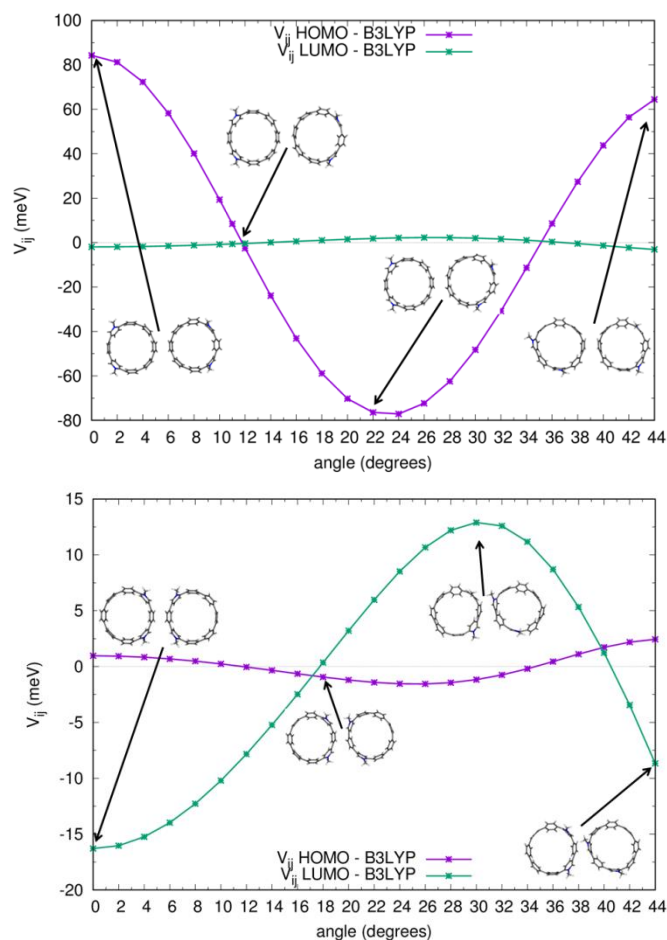 V_ij HOMO - B3LYP
V_ij LUMO - B3LYP
100
80
60
40
20
0
-20
-40
-60
-80
V_ij (meV)
0 2 4 6 8 10 12 14 16 18 20 22 24 26 28 30 32 34 36 38 40 42 44
angle (degrees)
15
10
5
0
-5
-10
-15
-20
V_ij (meV)
V_ij HOMO - B3LYP
V_ij LUMO - B3LYP
0 2 4 6 8 10 12 14 16 18 20 22 24 26 28 30 32 34 36 38 40 42 44
angle (degrees)